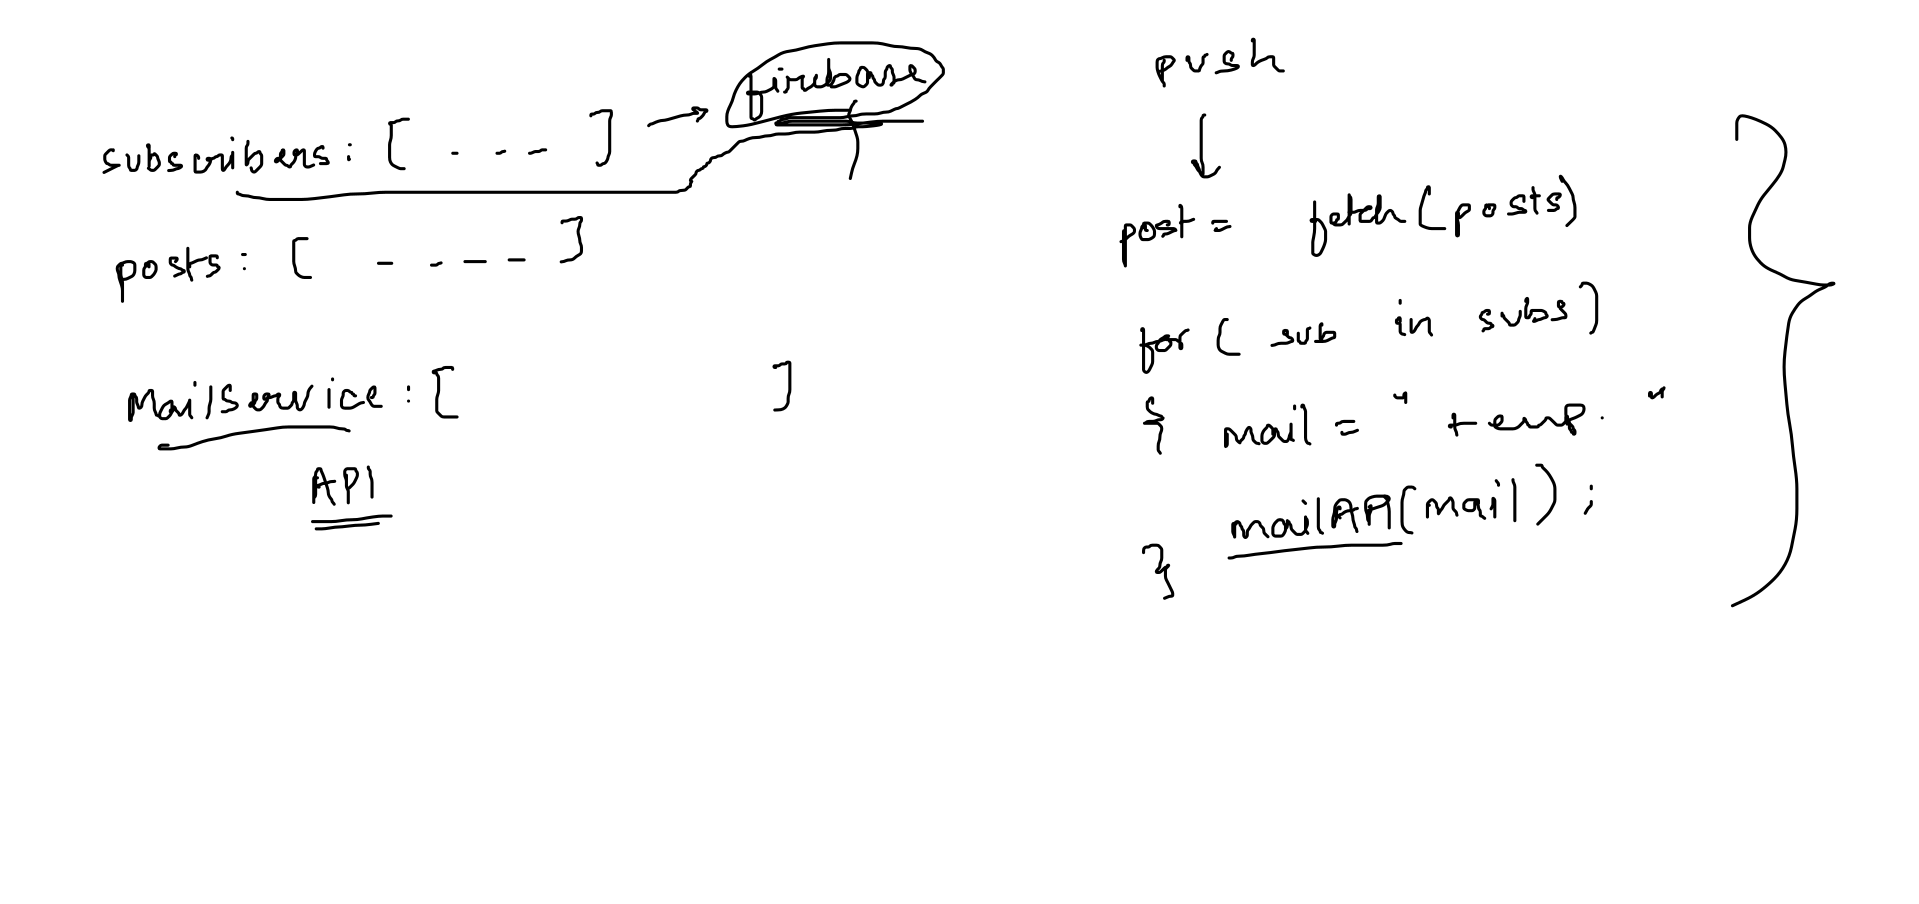 subscribers: [ - - - ] → firebase
posts: [ - - - - ]
MailService: [ ]
API
push
↓
post = fetch(posts)
for ( sub in subs )
{ mail = " temp. "
mailAPI(mail);
}